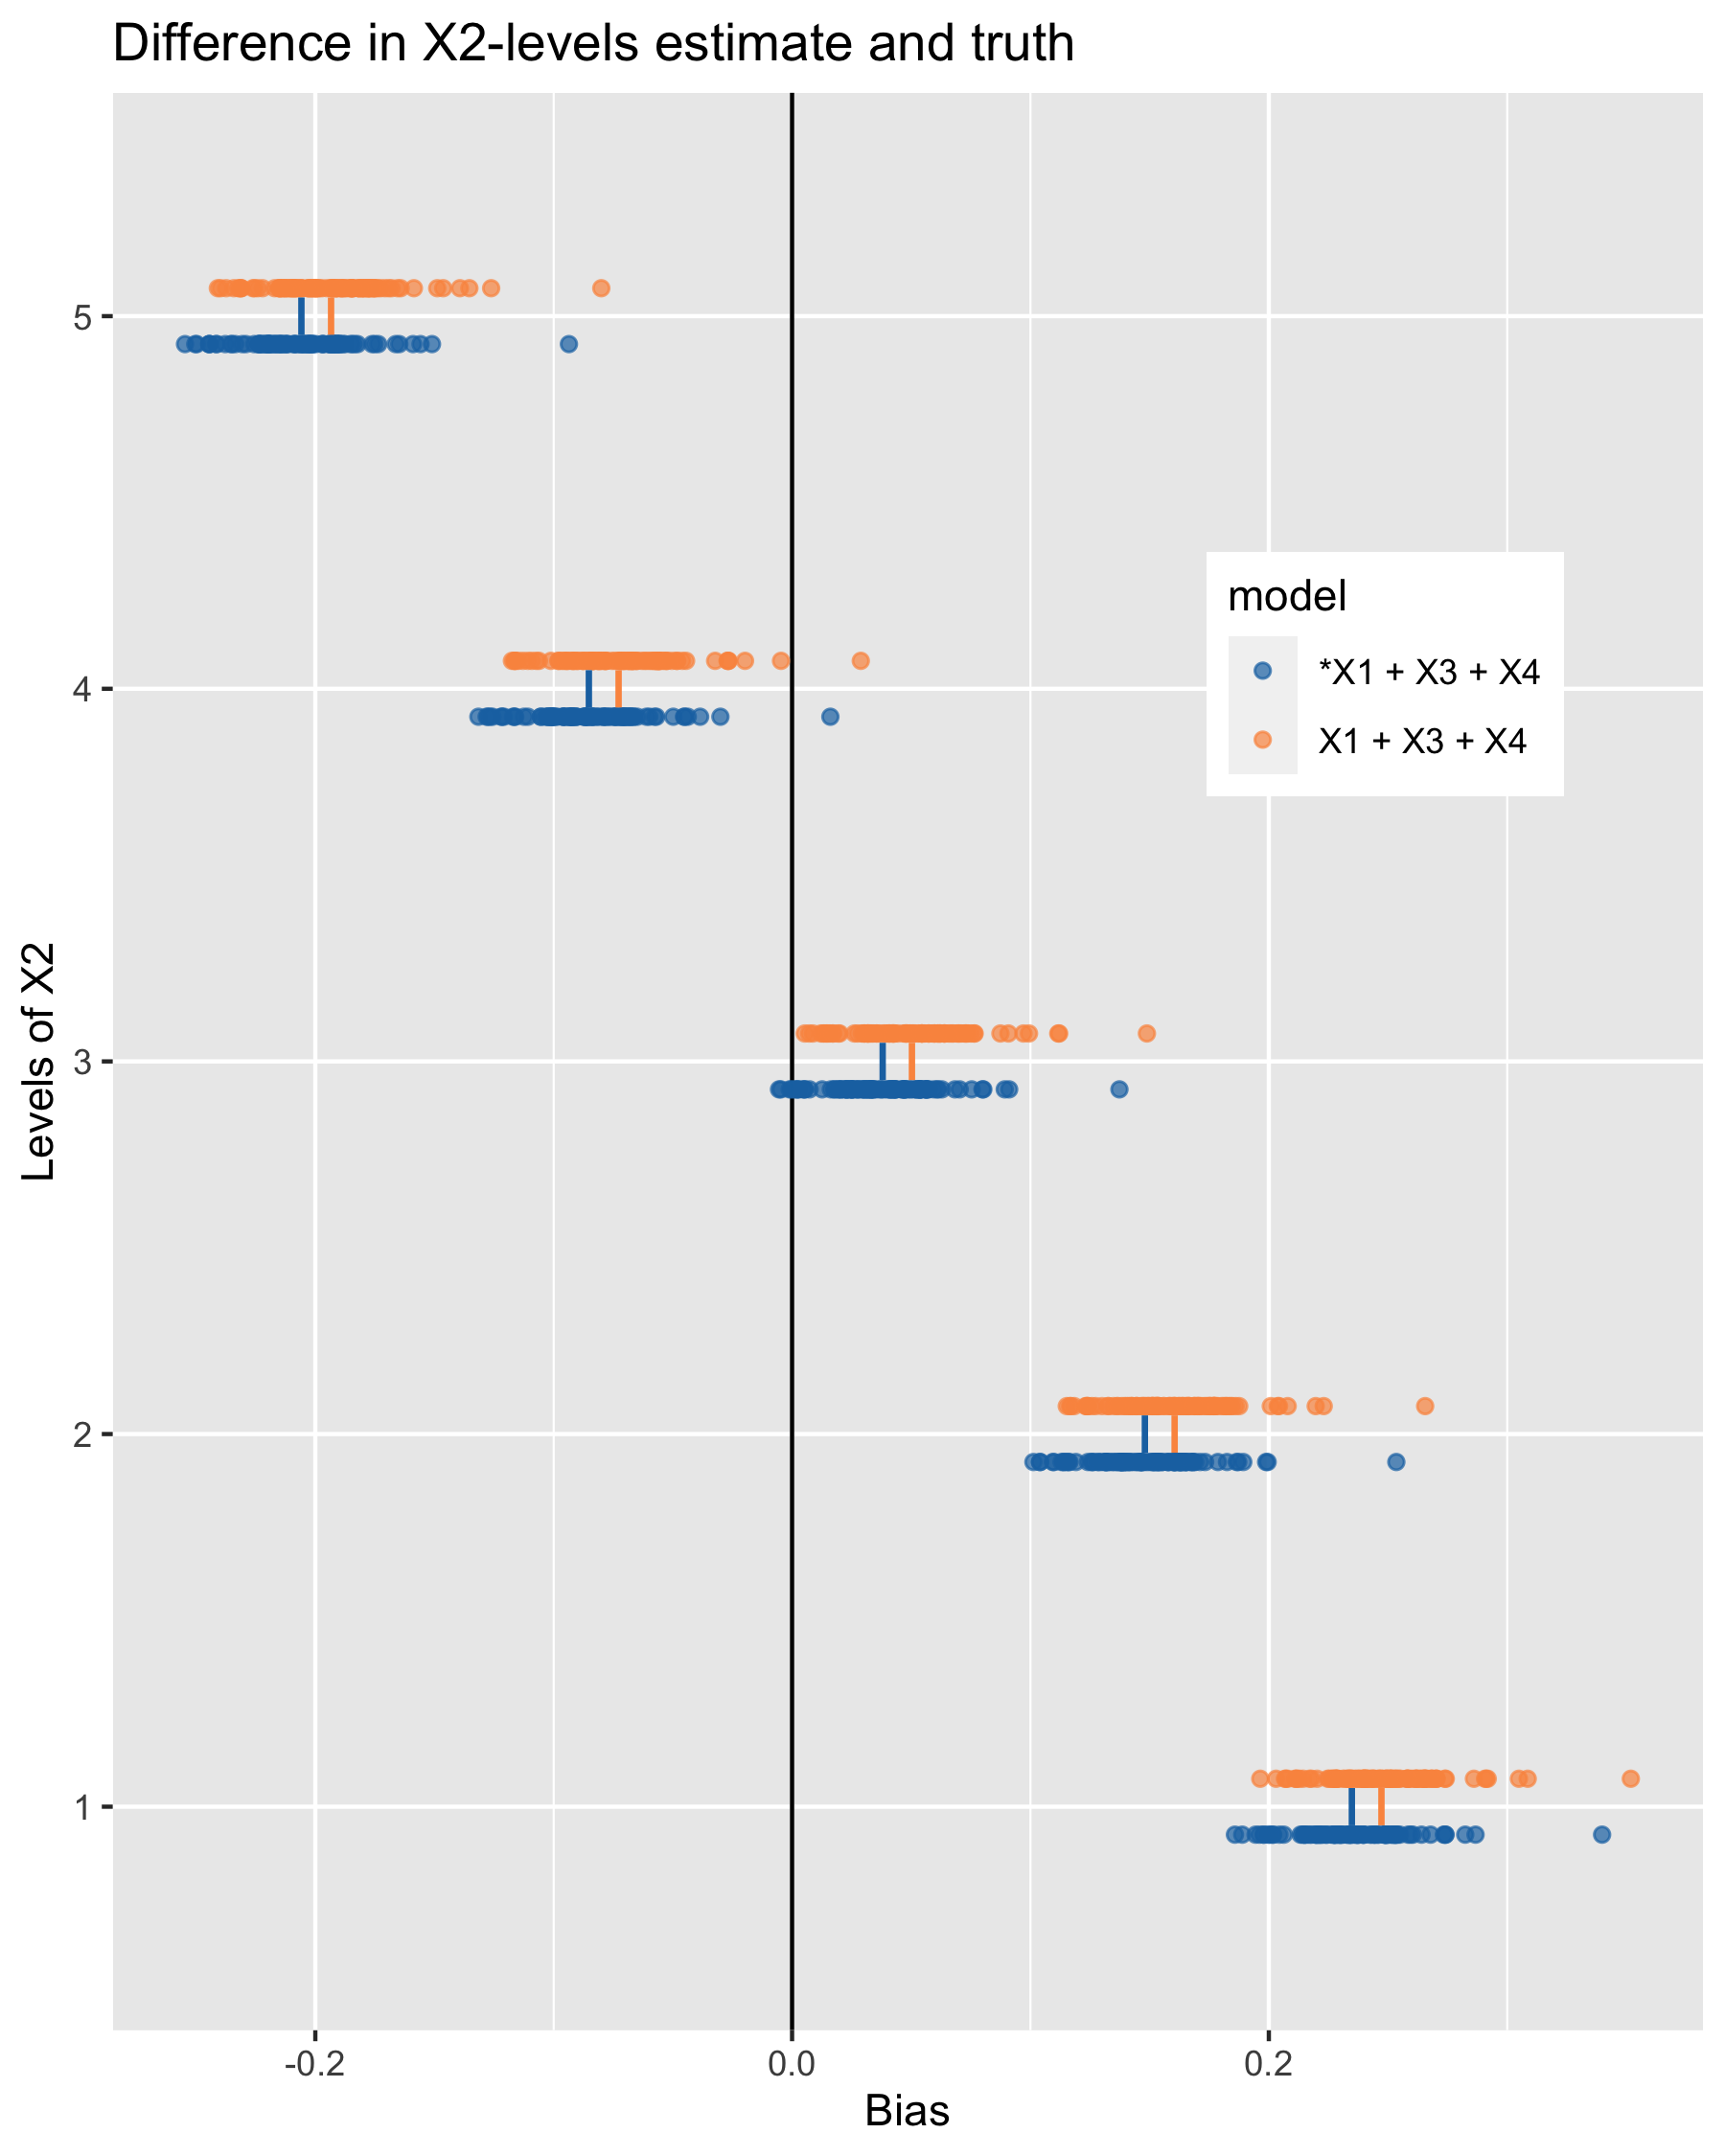 Difference in X2-levels estimate and truth
Levels of X2
5
4
3
2
1
model
*X1 + X3 + X4
X1 + X3 + X4
-0.2
0.0
0.2
Bias